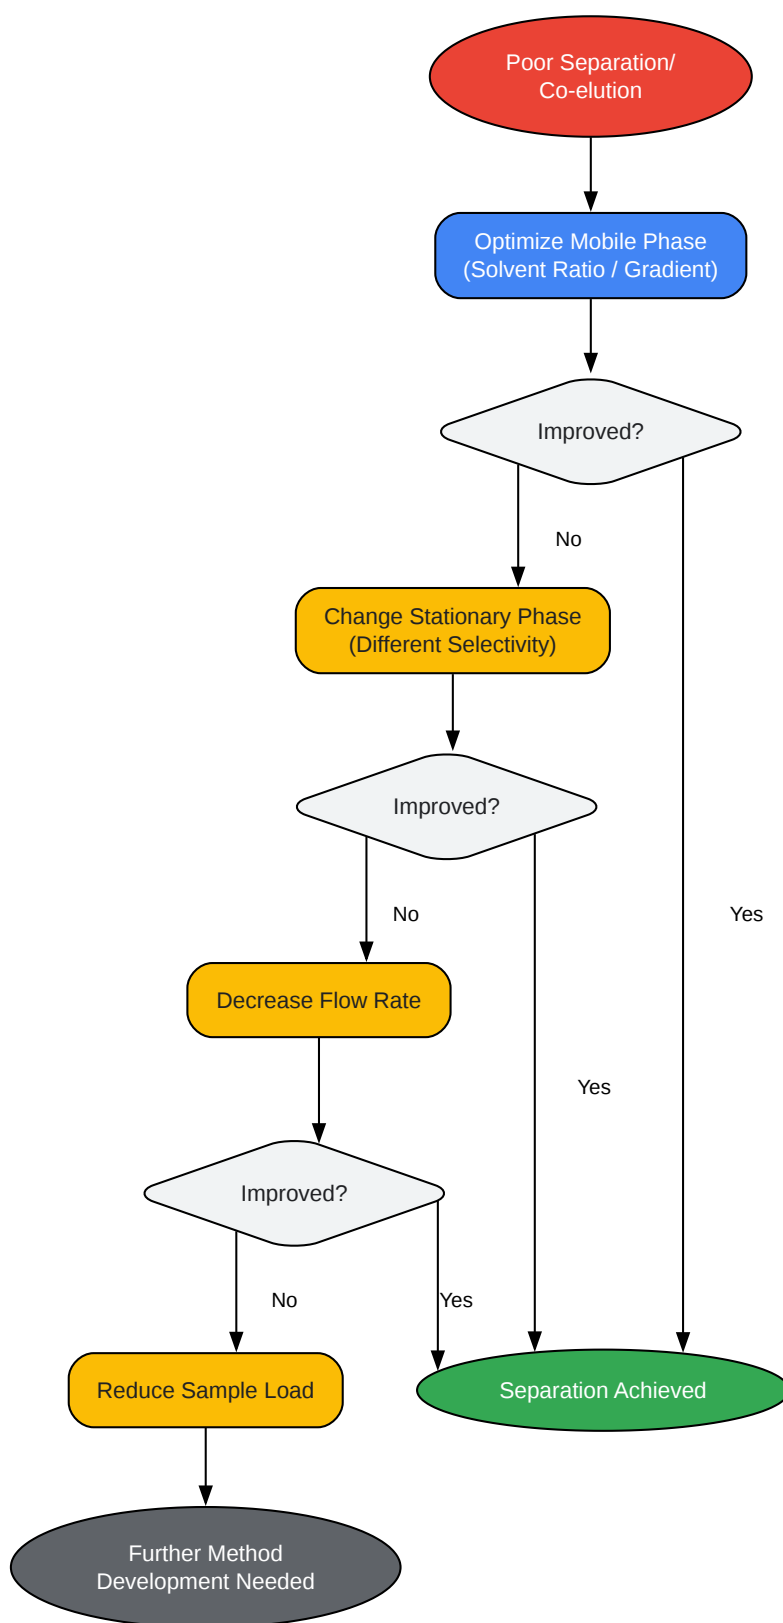 Poor Separation/
Co-elution
Optimize Mobile Phase
(Solvent Ratio / Gradient)
Improved?
No
Change Stationary Phase
(Different Selectivity)
Improved?
No
Yes
Decrease Flow Rate
Yes
Improved?
No
Yes
Reduce Sample Load
Separation Achieved
Further Method
Development Needed